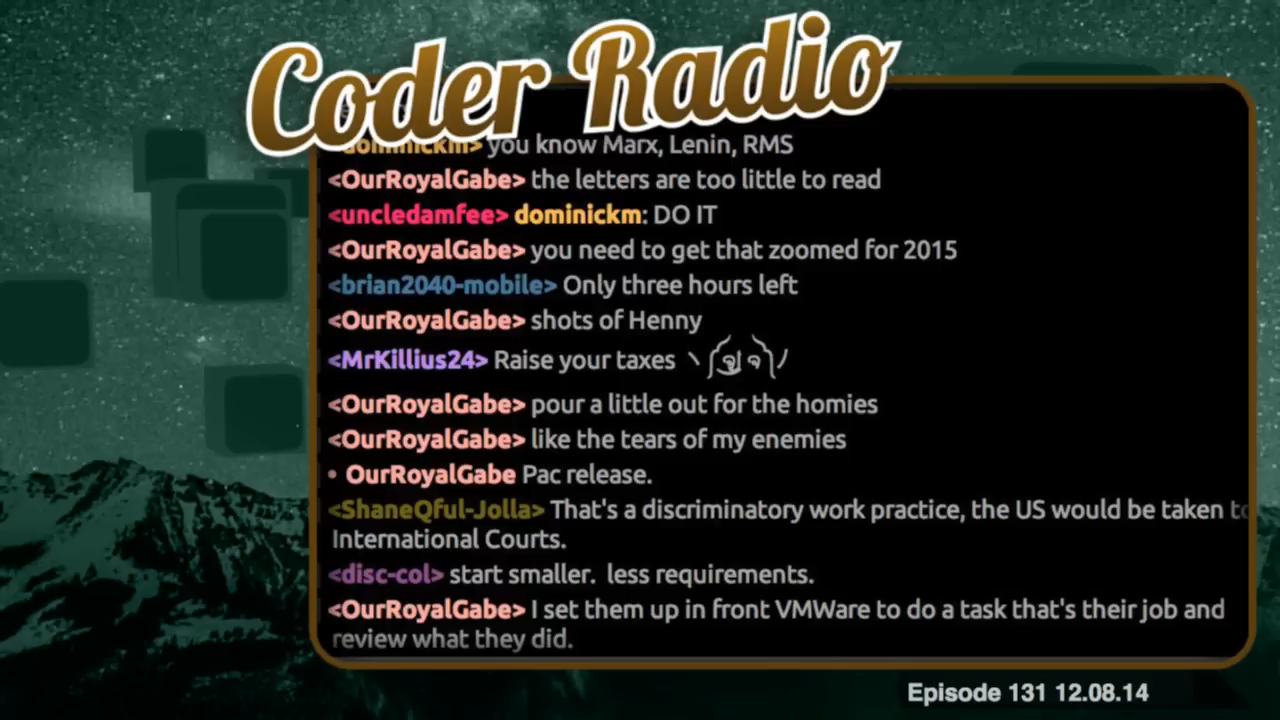 Coder Radio
dominickm> you know Marx, Lenin, RMS
<OurRoyalGabe> the letters are too little to read
<uncledamfee> dominickm: DO IT
<OurRoyalGabe> you need to get that zoomed for 2015
<brian2040-mobile> Only three hours left
<OurRoyalGabe> shots of Henny
<MrKillius24> Raise your taxes
<OurRoyalGabe> pour a little out for the homies
<OurRoyalGabe> like the tears of my enemies
• OurRoyalGabe Pac release.
<ShaneQful-Jolla> That's a discriminatory work practice, the US would be taken to
International Courts.
<disc-col> start smaller. less requirements.
<OurRoyalGabe> I set them up in front VMWare to do a task that's their job and
review what they did.
Episode 131 12.08.14